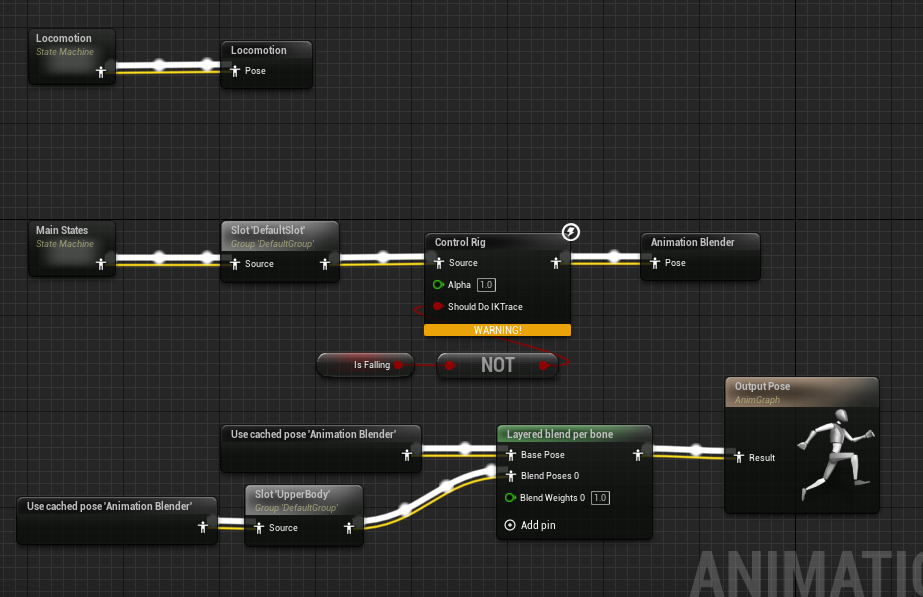 Locomotion
State Machine
Locomotion
Pose
Main States
State Machine
Slot 'DefaultSlot'
Group 'DefaultGroup'
Source
Control Rig
Source
Alpha 1.0
Should Do IKTrace
WARNING!
Animation Blender
Pose
Is Falling
NOT
Output Pose
AnimGraph
Result
Use cached pose 'Animation Blender'
Layered blend per bone
Base Pose
Blend Poses 0
Blend Weights 0 1.0
Add pin
Use cached pose 'Animation Blender'
Slot 'UpperBody'
Group 'DefaultGroup'
Source
ANIMATIO